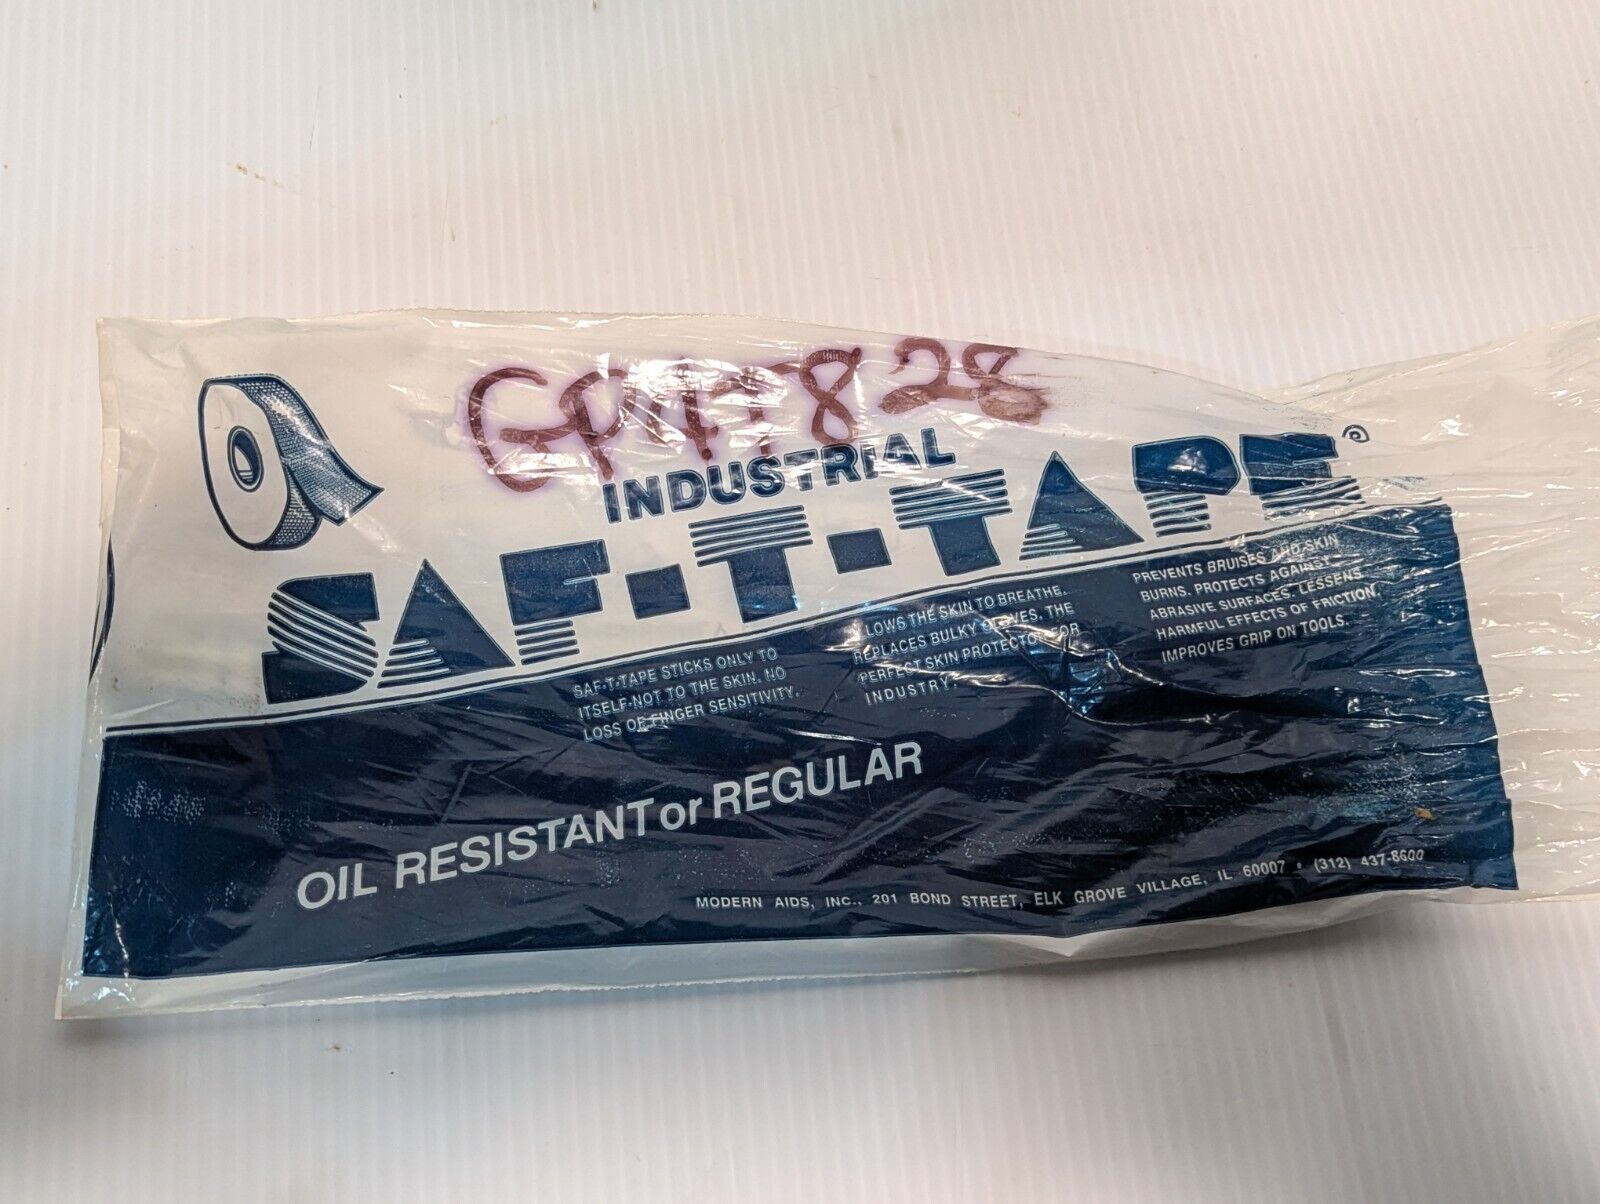 INDUSTRIAL
SAF-T-TAPE®
SAF-T-TAPE STICKS ONLY TO
ITSELF-NOT TO THE SKIN. NO
LOSS OF FINGER SENSITIVITY.
LOWS THE SKIN TO BREATHE.
REPLACES BULKY GLOVES. THE
PERFECT SKIN PROTECTOR FOR
INDUSTRY.
PREVENTS BRUISES AND SKIN
BURNS. PROTECTS AGAINST
ABRASIVE SURFACES. LESSENS
HARMFUL EFFECTS OF FRICTION.
IMPROVES GRIP ON TOOLS.
OIL RESISTANT or REGULAR
MODERN AIDS, INC., 201 BOND STREET, ELK GROVE VILLAGE, IL 60007 • (312) 437-8600